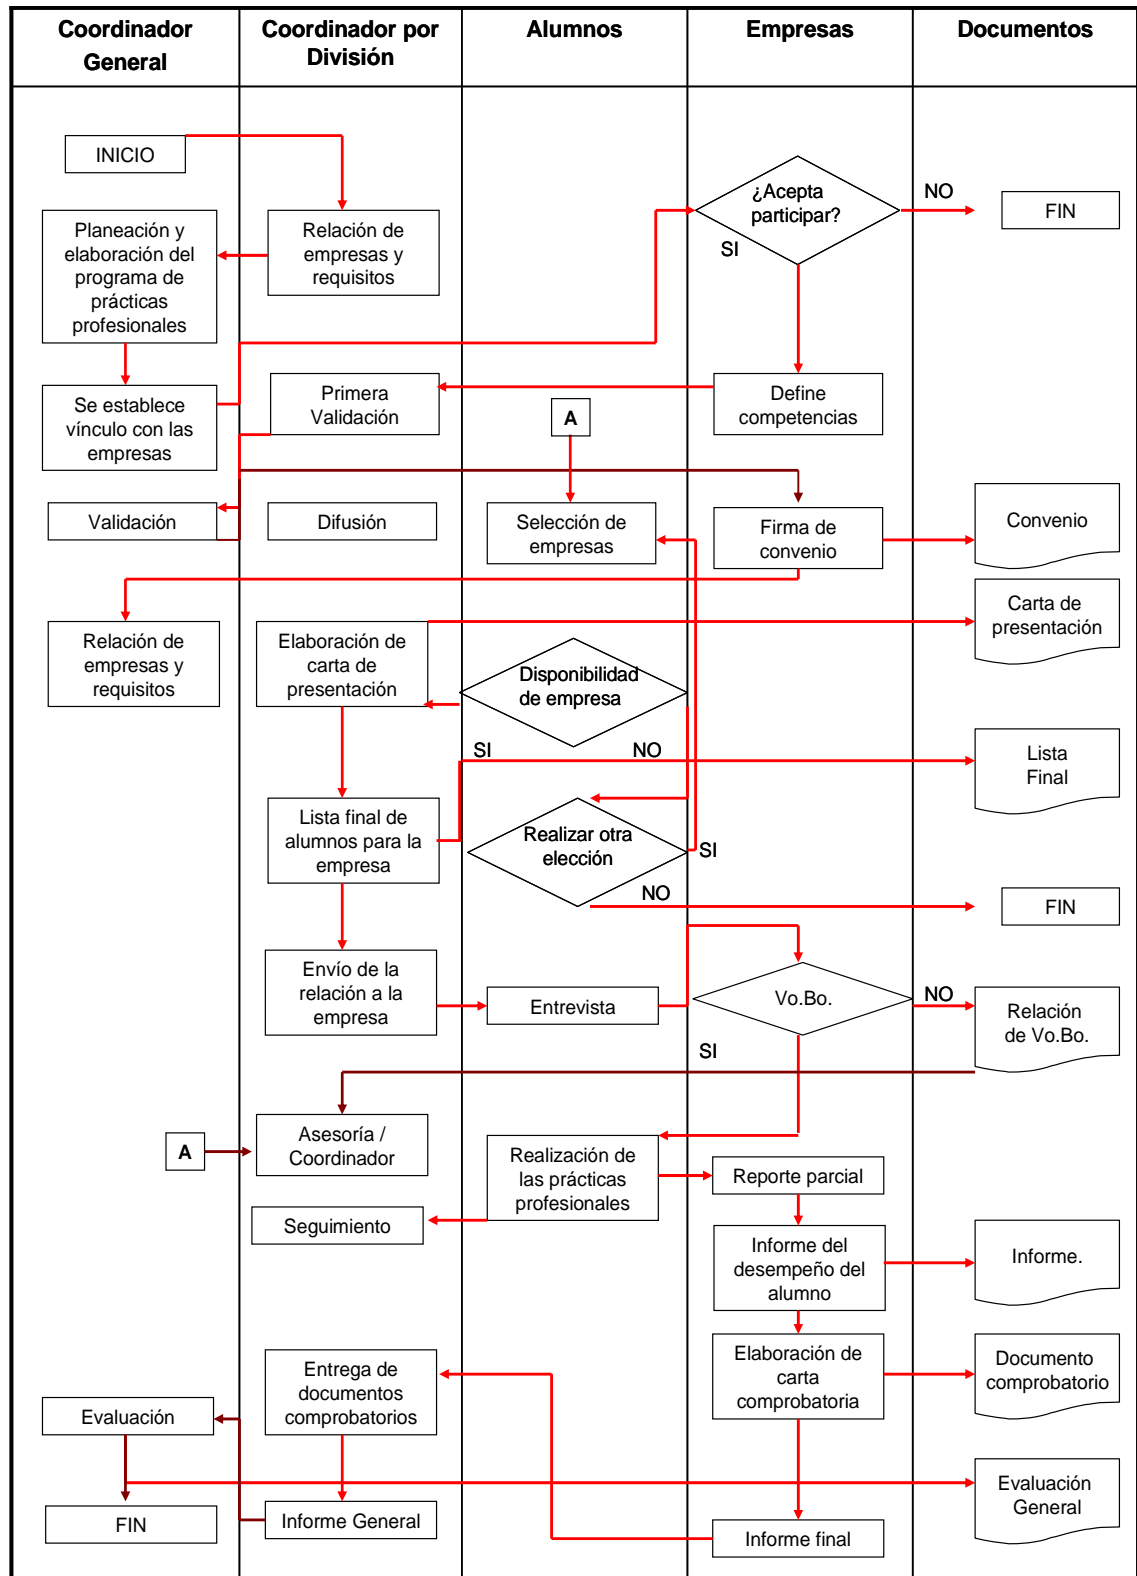 Coordinador
General
Coordinador por
División
Alumnos
Empresas
Documentos
INICIO
¿Acepta
participar?
NO
FIN
SI
Planeación y
elaboración del
programa de
prácticas
profesionales
Relación de
empresas y
requisitos
Se establece
vínculo con las
empresas
Primera
Validación
A
Define
competencias
Validación
Difusión
Selección de
empresas
Firma de
convenio
Convenio
Relación de
empresas y
requisitos
Elaboración de
carta de
presentación
Disponibilidad
de empresa
Carta de
presentación
SI
NO
Lista
Final
Lista final de
alumnos para la
empresa
Realizar otra
elección
SI
NO
FIN
Envío de la
relación a la
empresa
Entrevista
Vo.Bo.
NO
Relación
de Vo.Bo.
SI
A
Asesoría /
Coordinador
Realización de
las prácticas
profesionales
Reporte parcial
Seguimiento
Informe del
desempeño del
alumno
Informe.
Entrega de
documentos
comprobatorios
Elaboración de
carta
comprobatoria
Documento
comprobatorio
Evaluación
Evaluación
General
FIN
Informe General
Informe final